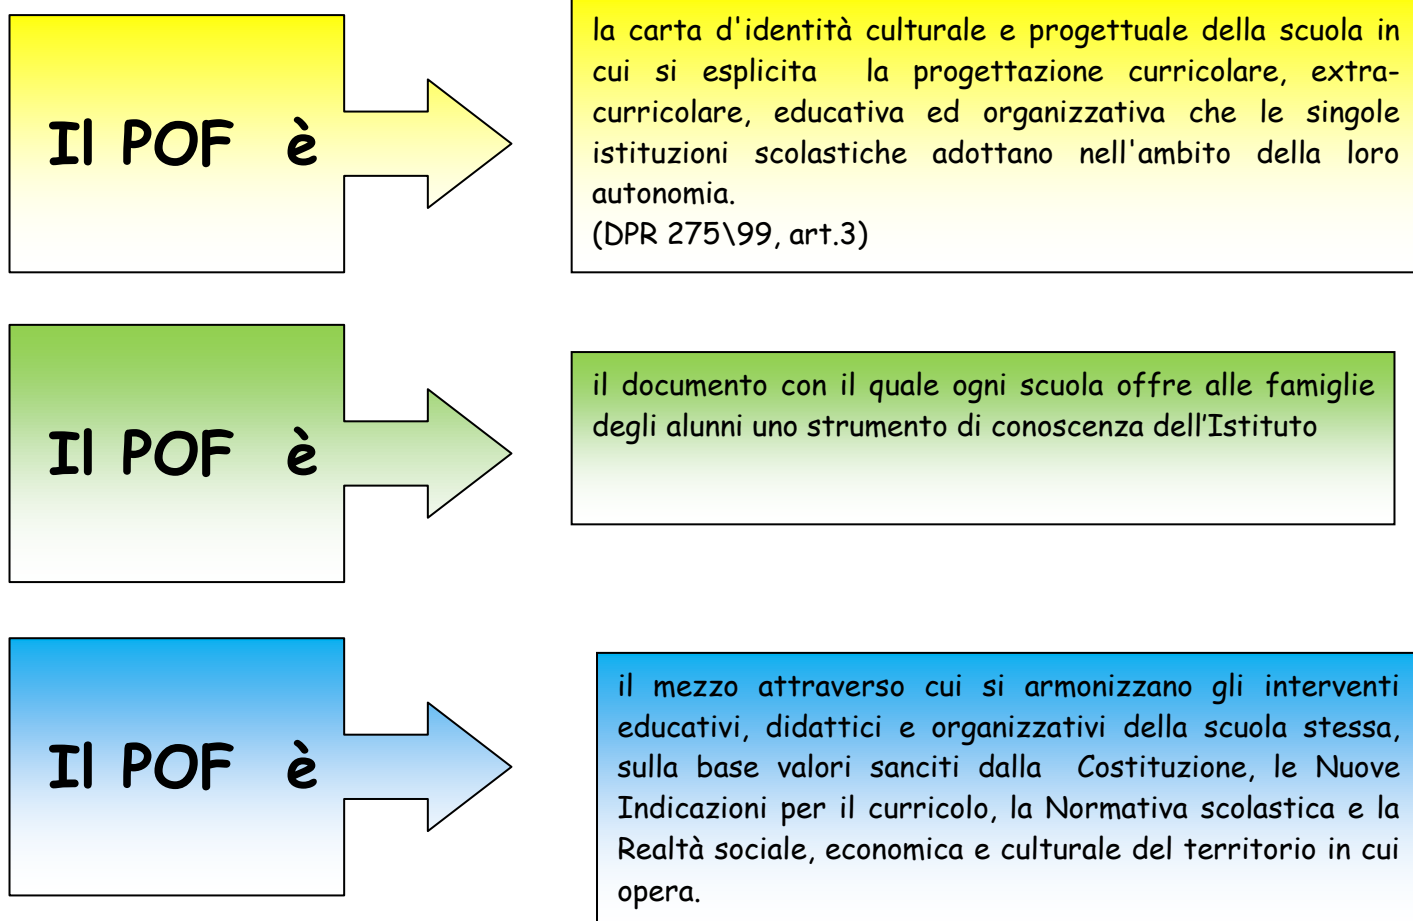 Il POF è
la carta d'identità culturale e progettuale della scuola in
cui si esplicita la progettazione curricolare, extra-
curricolare, educativa ed organizzativa che le singole
istituzioni scolastiche adottano nell'ambito della loro
autonomia.
(DPR 275\99, art.3)
Il POF è
il documento con il quale ogni scuola offre alle famiglie
degli alunni uno strumento di conoscenza dell’Istituto
Il POF è
il mezzo attraverso cui si armonizzano gli interventi
educativi, didattici e organizzativi della scuola stessa,
sulla base valori sanciti dalla Costituzione, le Nuove
Indicazioni per il curricolo, la Normativa scolastica e la
Realtà sociale, economica e culturale del territorio in cui
opera.